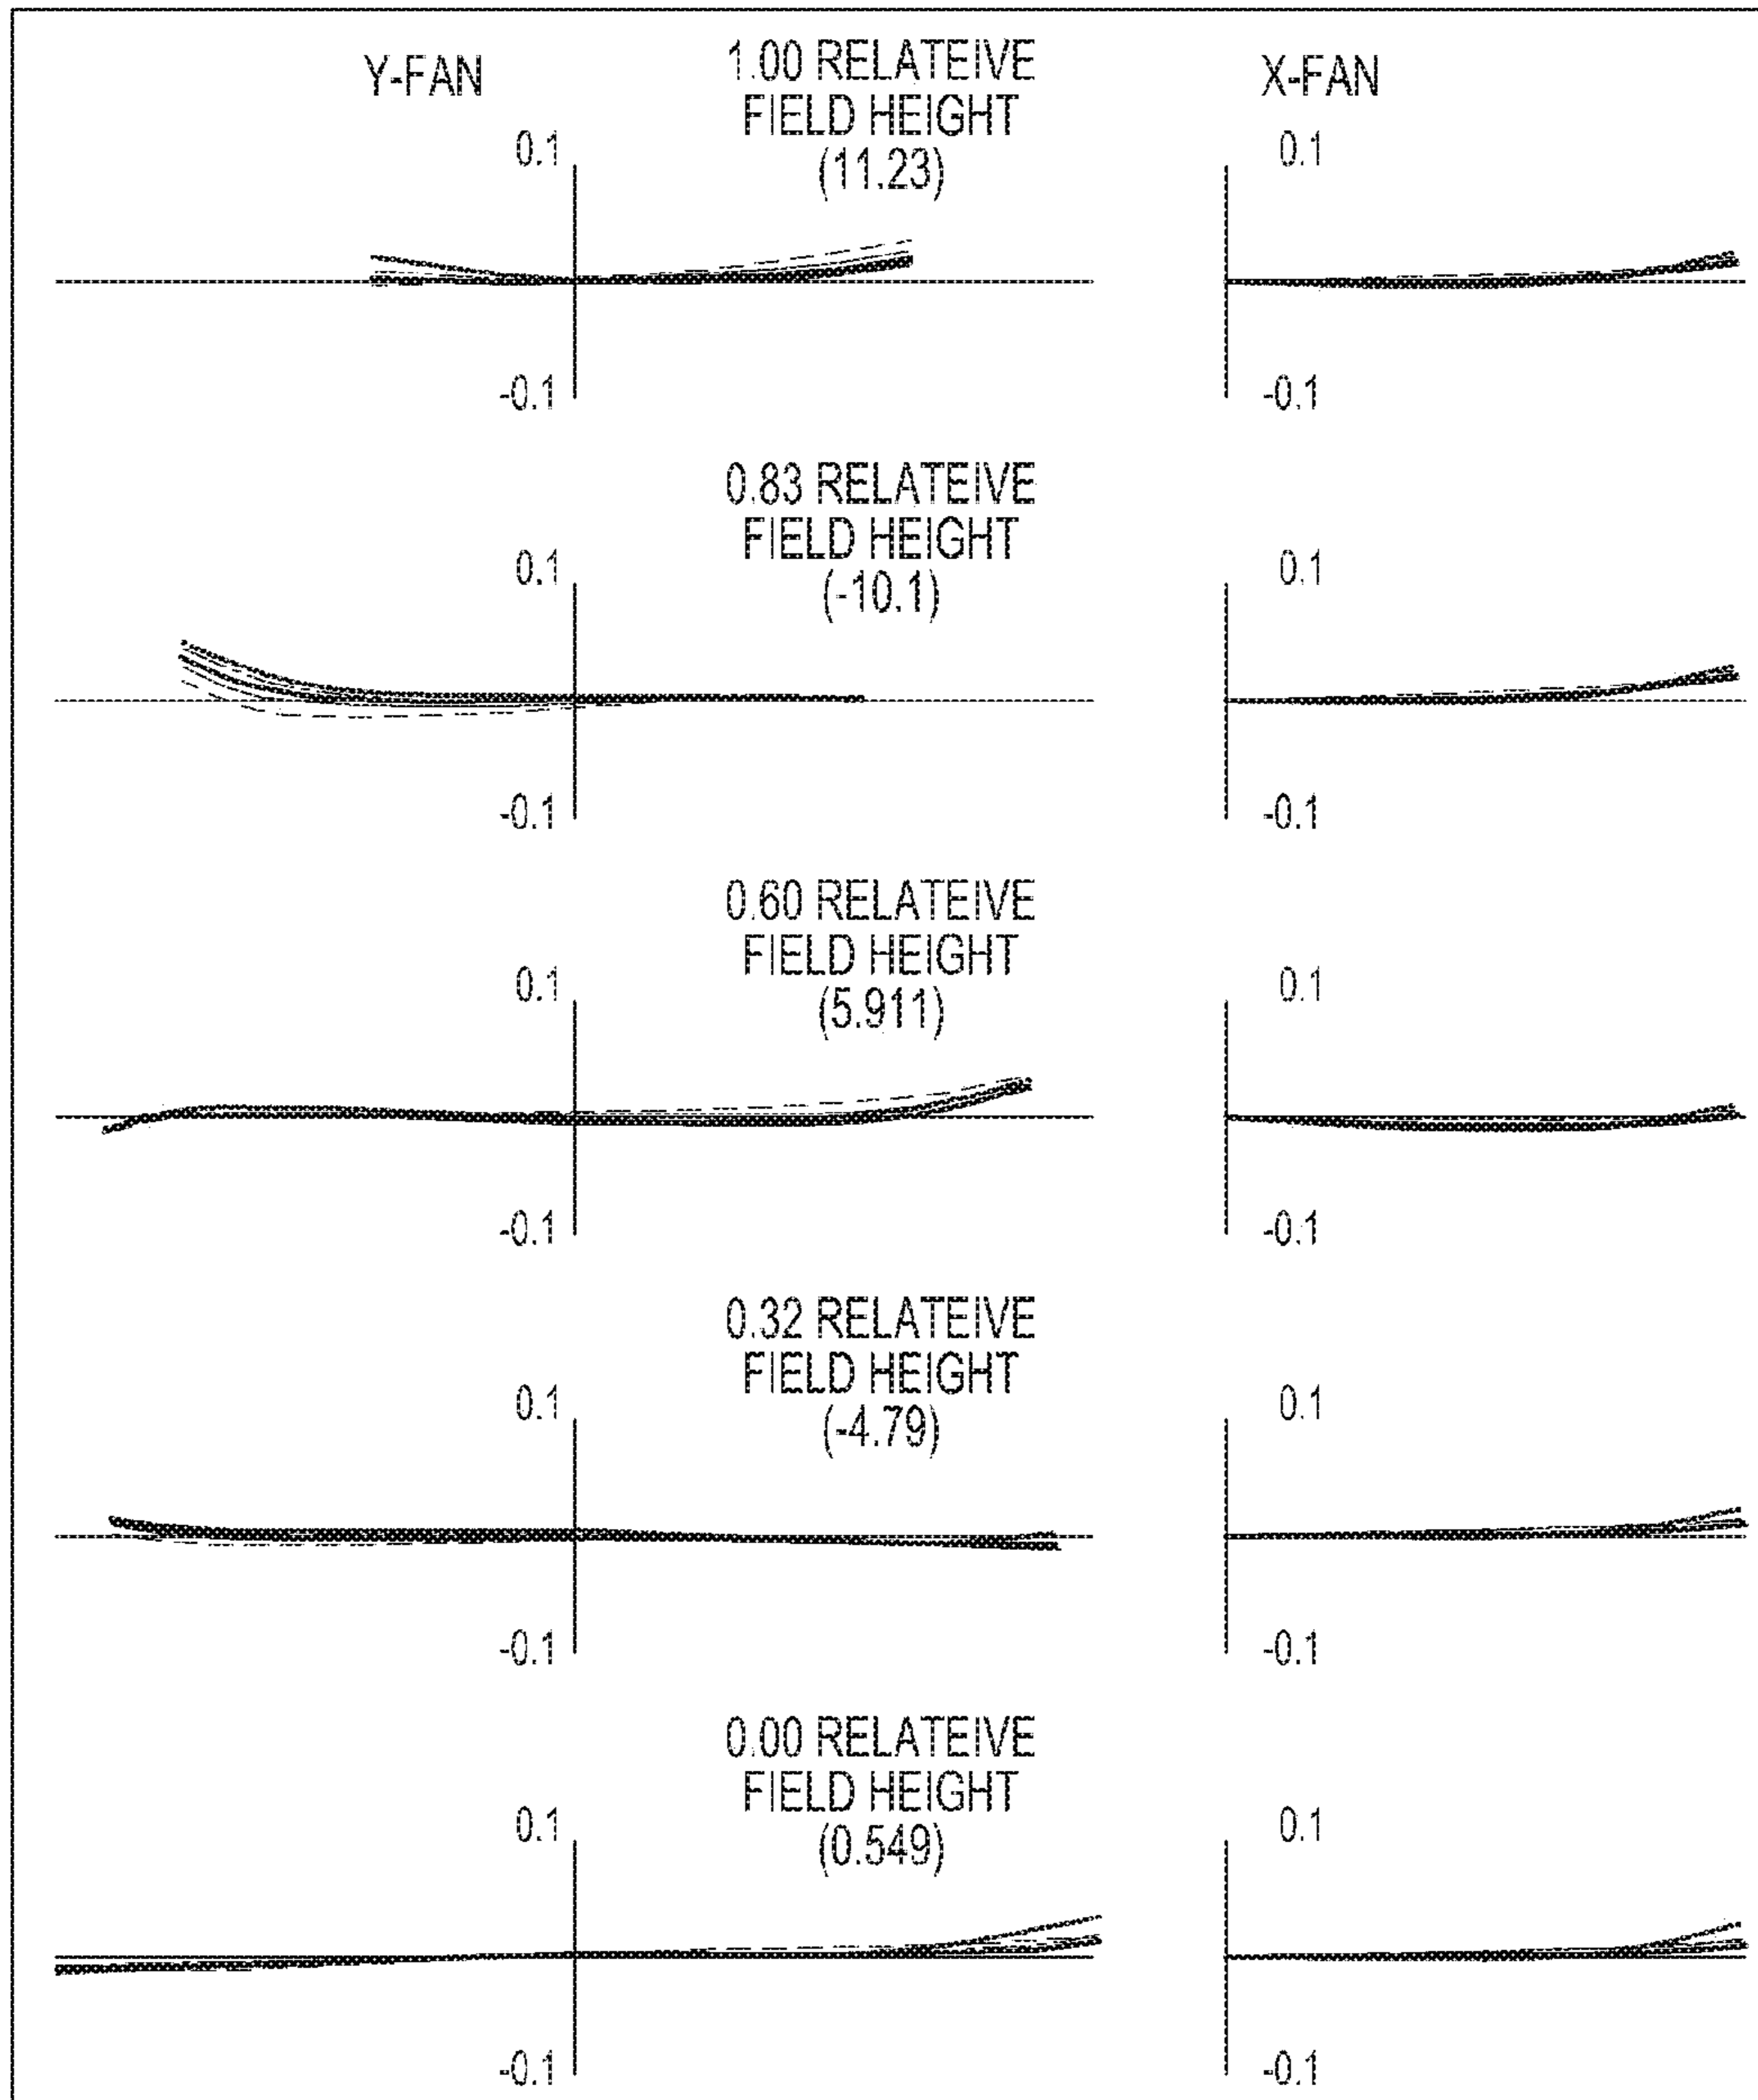 Y-FAN
1.00 RELATEIVE
FIELD HEIGHT
(11.23)
X-FAN
0.1
0.1
-0.1
-0.1
0.83 RELATEIVE
FIELD HEIGHT
(-10.1)
0.1
0.1
-0.1
-0.1
0.60 RELATEIVE
FIELD HEIGHT
(5.911)
0.1
0.1
-0.1
-0.1
0.32 RELATEIVE
FIELD HEIGHT
(-4.79)
0.1
0.1
-0.1
-0.1
0.00 RELATEIVE
FIELD HEIGHT
(0.549)
0.1
0.1
-0.1
-0.1